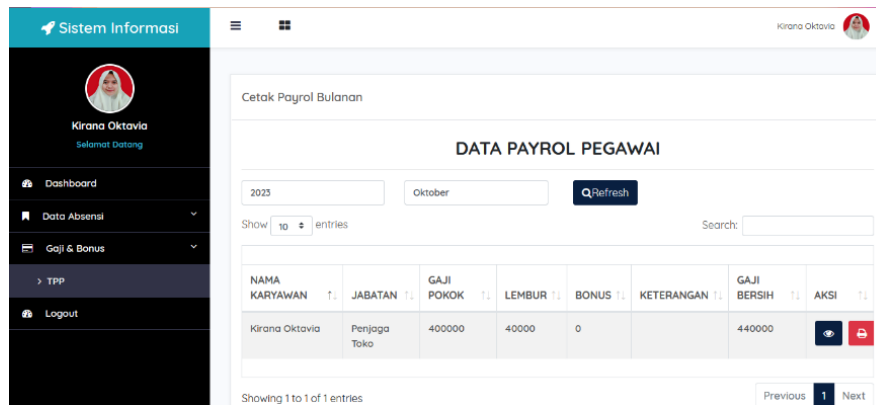 Sistem Informasi
Kirana Oktavia
Kirana Oktavia
Selamat Datang
Dashboard
Data Absensi
Gaji & Bonus
> TPP
Logout
Cetak Payrol Bulanan
DATA PAYROL PEGAWAI
2023 Oktober Refresh
Show 10 entries Search:
NAMA KARYAWAN JABATAN GAJI POKOK LEMBUR BONUS KETERANGAN GAJI BERSIH AKSI
Kirana Oktavia Penjaga Toko 400000 40000 0 440000
Showing 1 to 1 of 1 entries Previous 1 Next